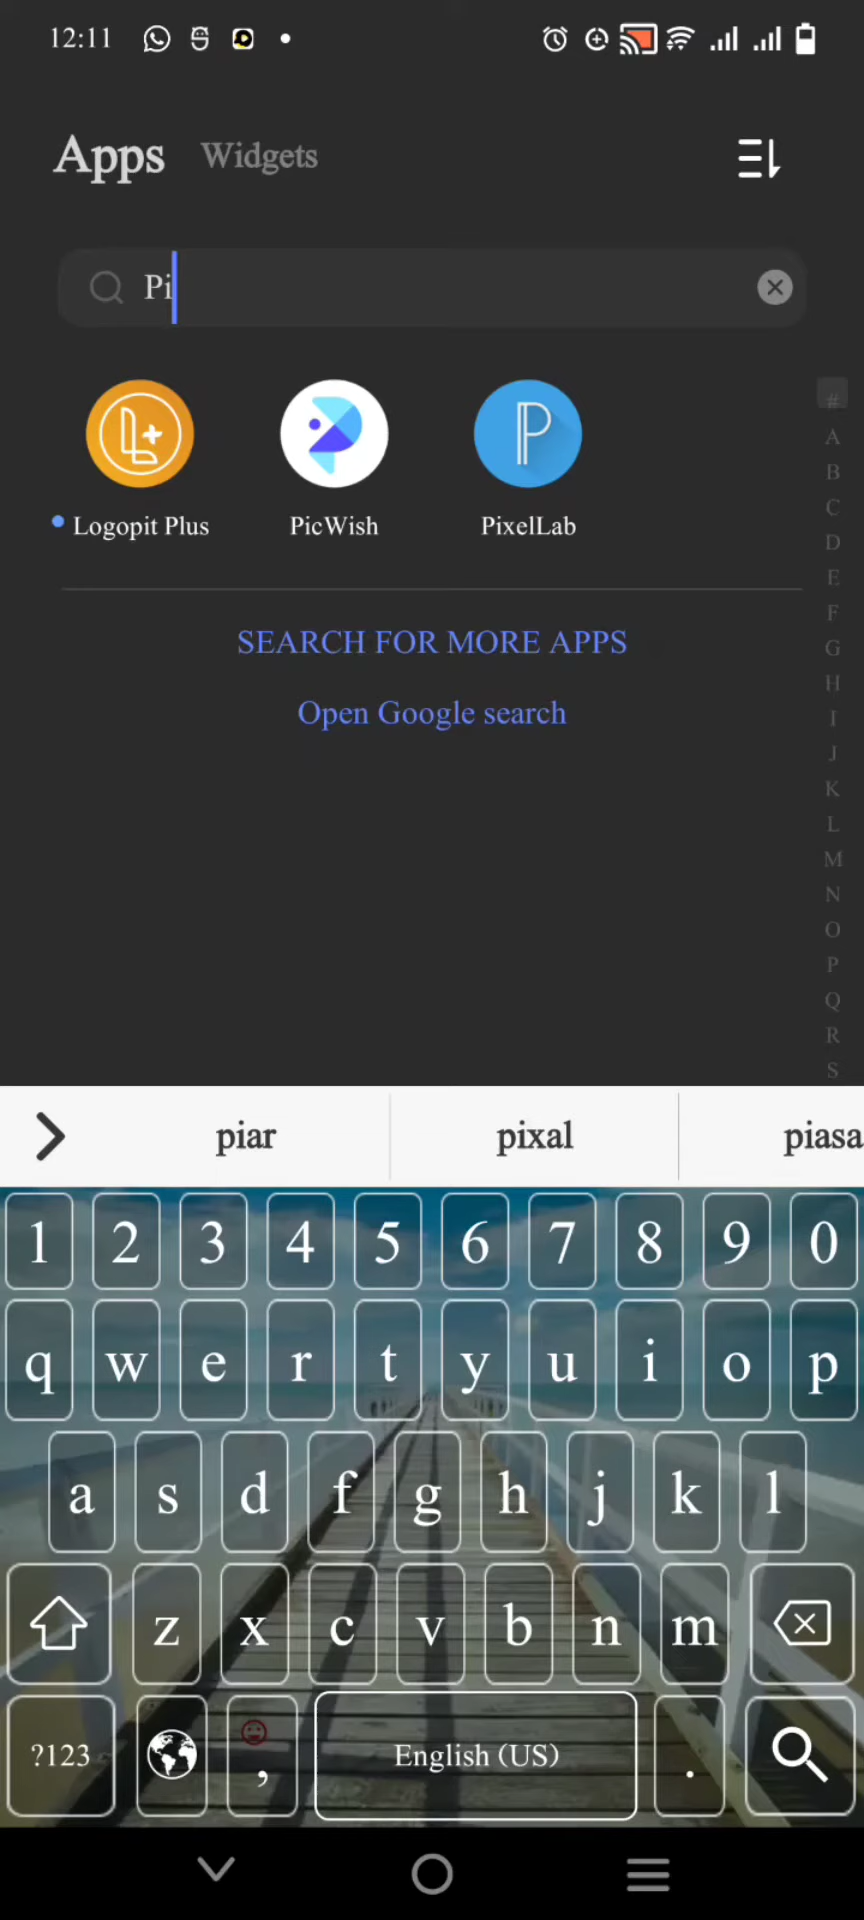 12:11
Apps Widgets
Pi
Logopit Plus PicWish PixelLab
SEARCH FOR MORE APPS
Open Google search
#
A
B
C
D
E
F
G
H
I
J
K
L
M
N
O
P
Q
R
S
piar pixal piasa
1 2 3 4 5 6 7 8 9 0
q w e r t y u i o p
a s d f g h j k l
z x c v b n m
?123 , English (US) .